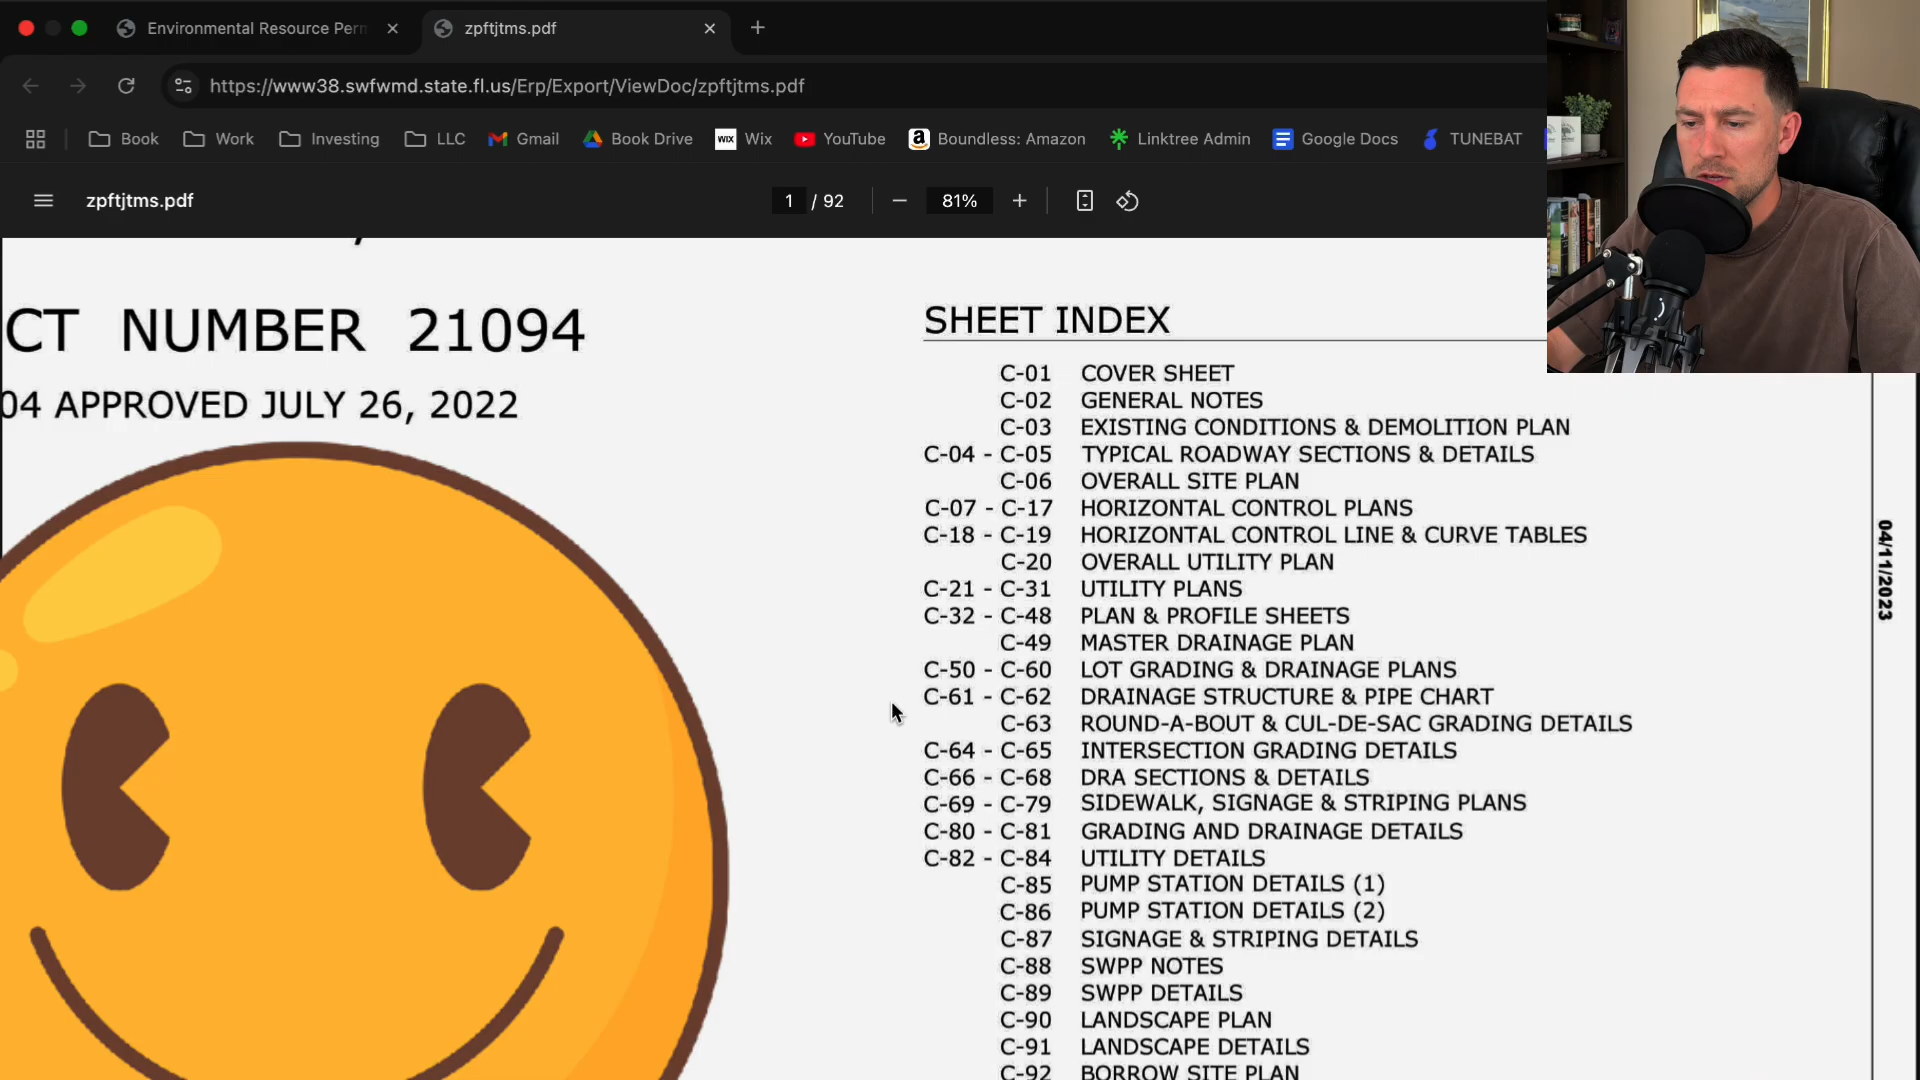 Environmental Resource Perm
zpftjtms.pdf
https://www38.swfwmd.state.fl.us/Erp/Export/ViewDoc/zpftjtms.pdf
Book
Work
Investing
LLC
Gmail
Book Drive
WIX Wix
YouTube
a Boundless: Amazon
Linktree Admin
Google Docs
TUNEBAT
zpftjtms.pdf
1 / 92
81%
CT NUMBER 21094
04 APPROVED JULY 26, 2022
SHEET INDEX
C-01 COVER SHEET
C-02 GENERAL NOTES
C-03 EXISTING CONDITIONS & DEMOLITION PLAN
C-04 - C-05 TYPICAL ROADWAY SECTIONS & DETAILS
C-06 OVERALL SITE PLAN
C-07 - C-17 HORIZONTAL CONTROL PLANS
C-18 - C-19 HORIZONTAL CONTROL LINE & CURVE TABLES
C-20 OVERALL UTILITY PLAN
C-21 - C-31 UTILITY PLANS
C-32 - C-48 PLAN & PROFILE SHEETS
C-49 MASTER DRAINAGE PLAN
C-50 - C-60 LOT GRADING & DRAINAGE PLANS
C-61 - C-62 DRAINAGE STRUCTURE & PIPE CHART
C-63 ROUND-A-BOUT & CUL-DE-SAC GRADING DETAILS
C-64 - C-65 INTERSECTION GRADING DETAILS
C-66 - C-68 DRA SECTIONS & DETAILS
C-69 - C-79 SIDEWALK, SIGNAGE & STRIPING PLANS
C-80 - C-81 GRADING AND DRAINAGE DETAILS
C-82 - C-84 UTILITY DETAILS
C-85 PUMP STATION DETAILS (1)
C-86 PUMP STATION DETAILS (2)
C-87 SIGNAGE & STRIPING DETAILS
C-88 SWPP NOTES
C-89 SWPP DETAILS
C-90 LANDSCAPE PLAN
C-91 LANDSCAPE DETAILS
C-92 BORROW SITE PLAN
04/11/2023